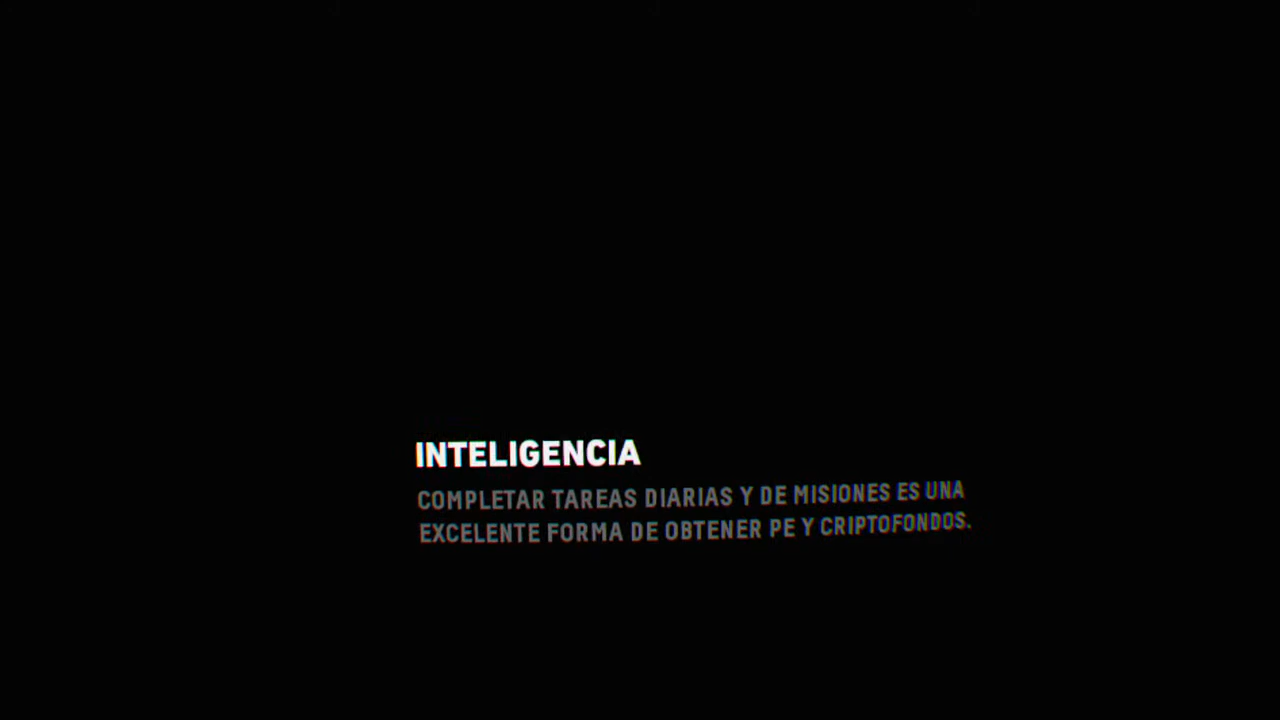 INTELIGENCIA
COMPLETAR TAREAS DIARIAS Y DE MISIONES ES UNA
EXCELENTE FORMA DE OBTENER PE Y CRIPTOFONDOS.